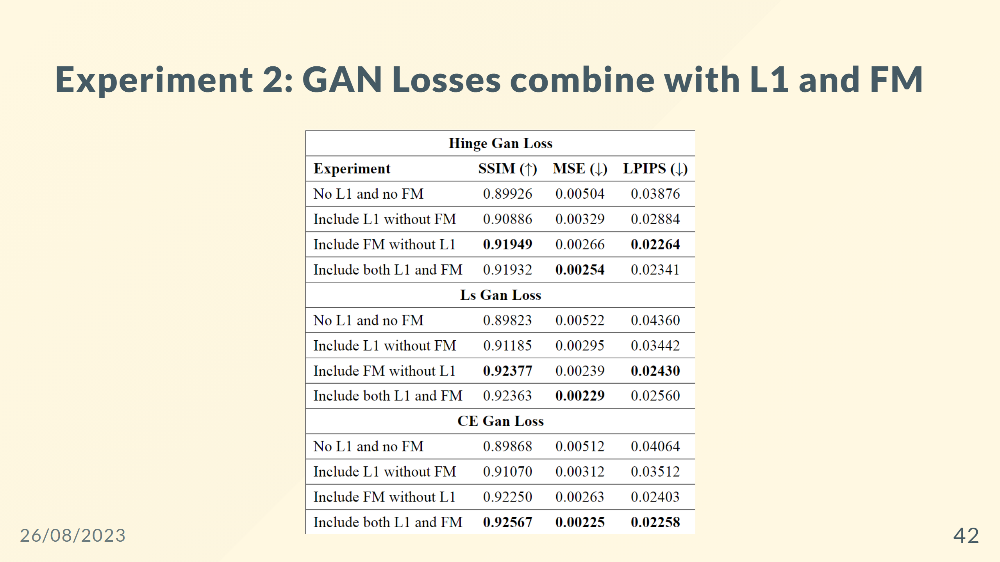 Experiment 2: GAN Losses combine with L1 and FM
Hinge Gan Loss
Experiment SSIM (↑) MSE (↓) LPIPS (↓)
No L1 and no FM 0.89926 0.00504 0.03876
Include L1 without FM 0.90886 0.00329 0.02884
Include FM without L1 0.91949 0.00266 0.02264
Include both L1 and FM 0.91932 0.00254 0.02341
Ls Gan Loss
No L1 and no FM 0.89823 0.00522 0.04360
Include L1 without FM 0.91185 0.00295 0.03442
Include FM without L1 0.92377 0.00239 0.02430
Include both L1 and FM 0.92363 0.00229 0.02560
CE Gan Loss
No L1 and no FM 0.89868 0.00512 0.04064
Include L1 without FM 0.91070 0.00312 0.03512
Include FM without L1 0.92250 0.00263 0.02403
Include both L1 and FM 0.92567 0.00225 0.02258
26/08/2023
42